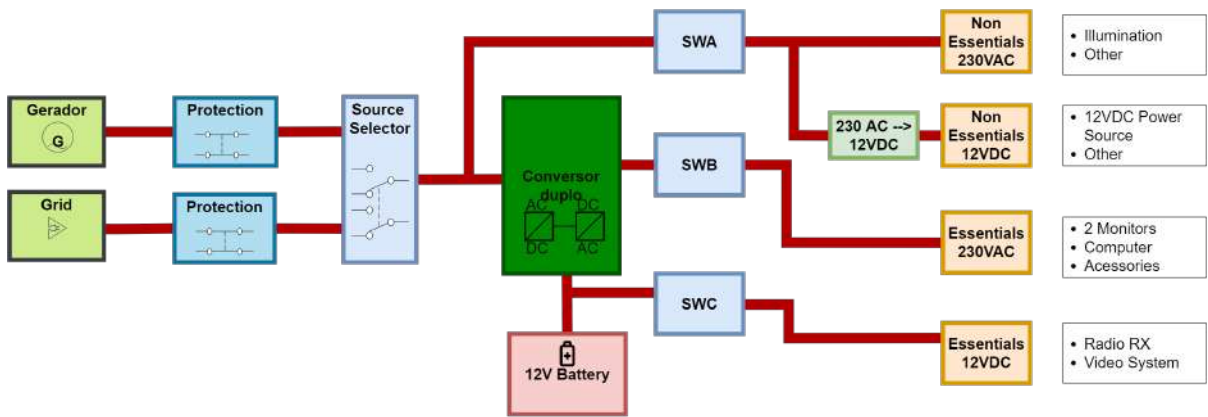 Gerador
G
Grid
Protection
Protection
Source
Selector
Conversor
duplo
AC
DC
DC
AC
12V Battery
SWA
SWB
SWC
230 AC -->
12VDC
Non
Essentials
230VAC
Non
Essentials
12VDC
Essentials
230VAC
Essentials
12VDC
• Illumination
• Other
• 12VDC Power
Source
• Other
• 2 Monitors
• Computer
• Acessories
• Radio RX
• Video System